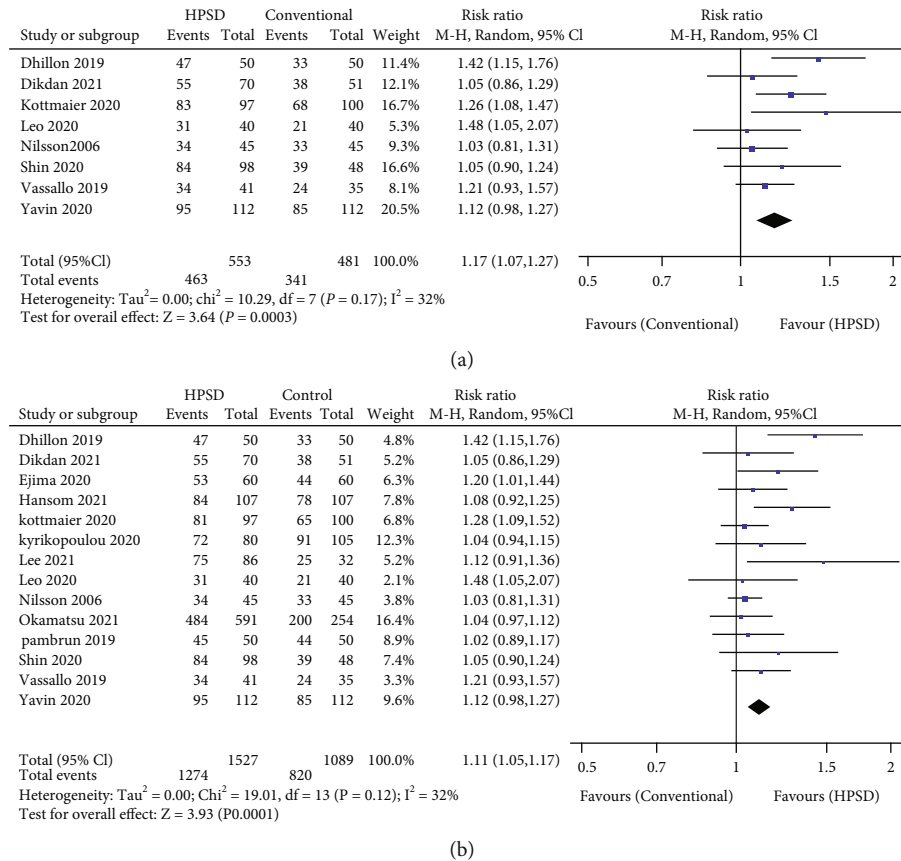 HPSD Conventional Risk ratio Risk ratio
Study or subgroup Events Total Events Total Weight M-H, Random, 95% Cl M-H, Random, 95% Cl
Dhillon 2019 47 50 33 50 11.4% 1.42 (1.15, 1.76)
Dikdan 2021 55 70 38 51 12.1% 1.05 (0.86, 1.29)
Kottmaier 2020 83 97 68 100 16.7% 1.26 (1.08, 1.47)
Leo 2020 31 40 21 40 5.3% 1.48 (1.05, 2.07)
Nilsson2006 34 45 33 45 9.3% 1.03 (0.81, 1.31)
Shin 2020 84 98 39 48 16.6% 1.05 (0.90, 1.24)
Vassallo 2019 34 41 24 35 8.1% 1.21 (0.93, 1.57)
Yavin 2020 95 112 85 112 20.5% 1.12 (0.98, 1.27)
Total (95%Cl) 553 481 100.0% 1.17 (1.07,1.27)
Total events 463 341
0.5 1 1.5 2
Heterogeneity: Tau² = 0.00; chi² = 10.29, df = 7 (P = 0.17); I² = 32%
Test for overail effect: Z = 3.64 (P = 0.0003)
Favours (Conventional) Favour (HPSD)
(a)
HPSD Control Risk ratio Risk ratio
Study or subgroup Events Total Events Total Weight M-H, Random, 95%Cl M-H, Random, 95%Cl
Dhillon 2019 47 50 33 50 4.8% 1.42 (1.15,1.76)
Dikdan 2021 55 70 38 51 5.2% 1.05 (0.86,1.29)
Ejima 2020 53 60 44 60 6.3% 1.20 (1.01,1.44)
Hansom 2021 84 107 78 107 7.8% 1.08 (0.92,1.25)
kottmaier 2020 81 97 65 100 6.8% 1.28 (1.09,1.52)
kyrikopoulou 2020 72 80 91 105 12.3% 1.04 (0.94,1.15)
Lee 2021 75 86 25 32 5.2% 1.12 (0.91,1.36)
Leo 2020 31 40 21 40 2.1% 1.48 (1.05,2.07)
Nilsson 2006 34 45 33 45 3.8% 1.03 (0.81,1.31)
Okamatsu 2021 484 591 200 254 16.4% 1.04 (0.97,1.12)
pambrun 2019 45 50 44 50 8.9% 1.02 (0.89,1.17)
Shin 2020 84 98 39 48 7.4% 1.05 (0.90,1.24)
Vassallo 2019 34 41 24 35 3.3% 1.21 (0.93,1.57)
Yavin 2020 95 112 85 112 9.6% 1.12 (0.98,1.27)
Total (95% Cl) 1527 1089 100.0% 1.11 (1.05,1.17)
Total events 1274 820
0.5 0.7 1 1.5 2
Heterogeneity: Tau² = 0.00; Chi² = 19.01, df = 13 (P = 0.12); I² = 32%
Favours (Conventional) Favours (HPSD)
Test for overall effect: Z = 3.93 (P0.0001)
(b)